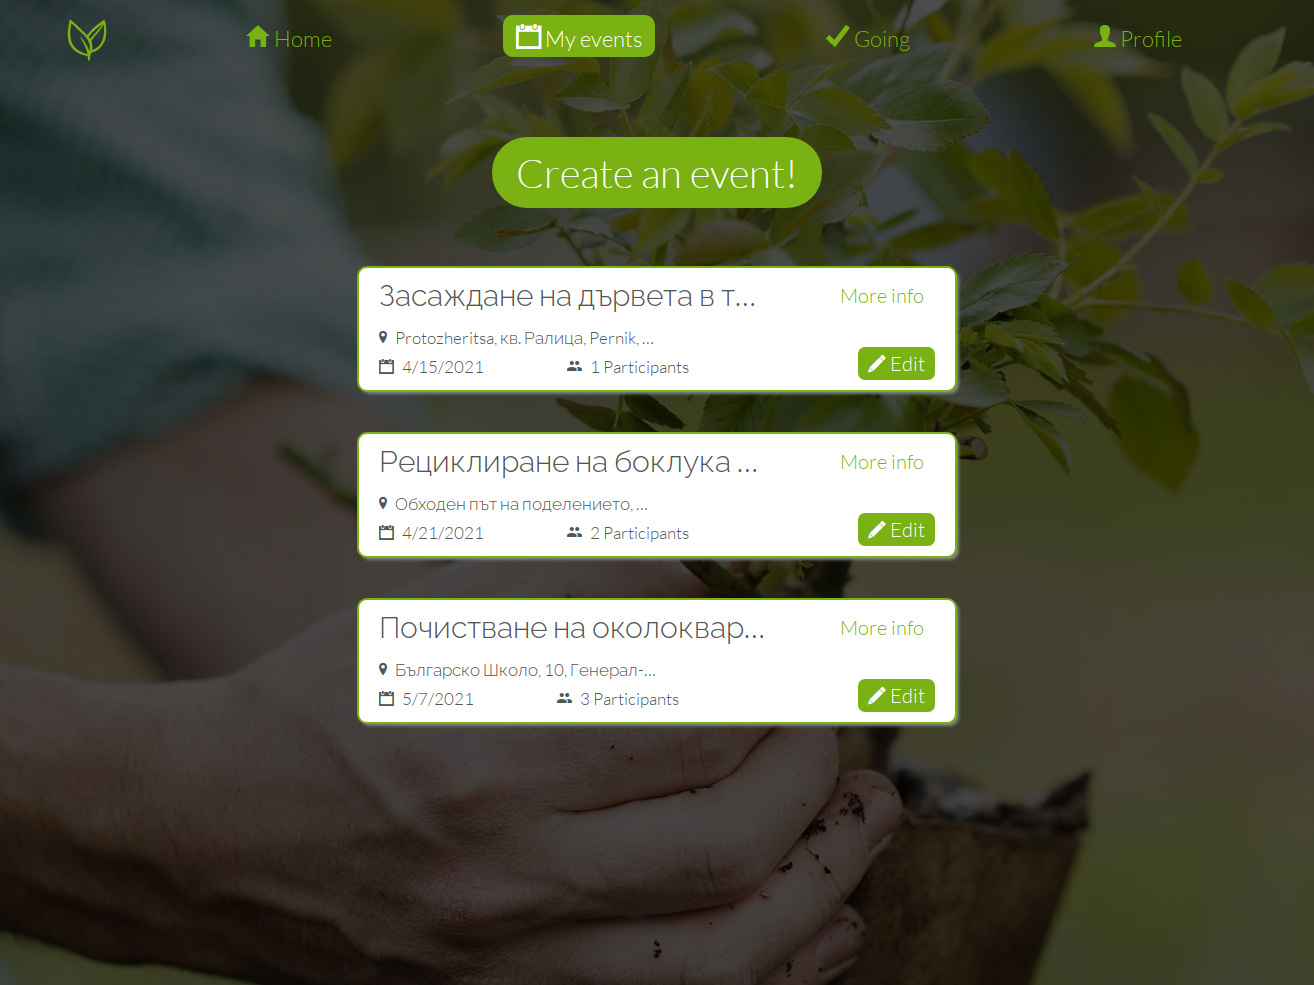 Home
My events
Going
Profile
Create an event!
Засаждане на дървета в т...
More info
Protozheritsa, кв. Ралица, Pernik, ...
4/15/2021
1 Participants
Edit
Рециклиране на боклука ...
More info
Обходен път на поделението, ...
4/21/2021
2 Participants
Edit
Почистване на околоквар...
More info
Българско Школо, 10, Генерал-...
5/7/2021
3 Participants
Edit